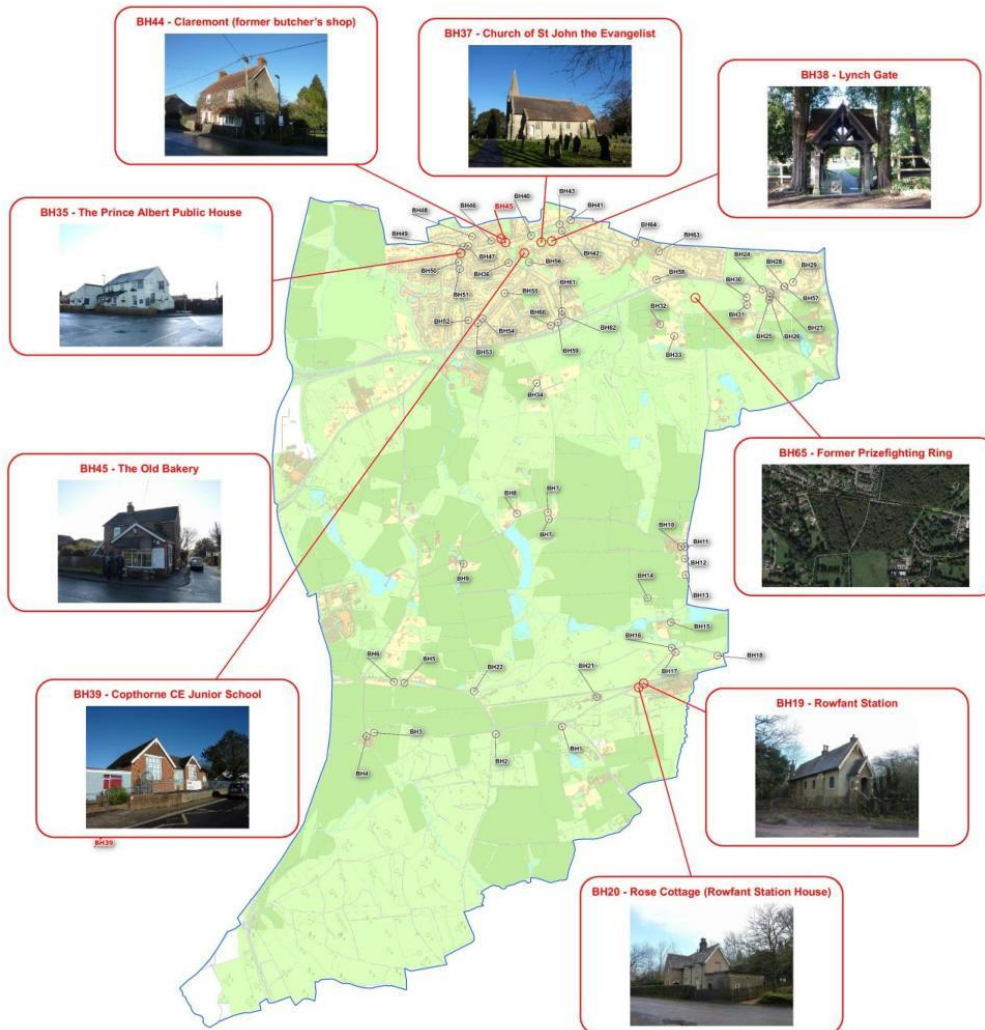 BH44 - Claremont (former butcher's shop)
BH37 - Church of St John the Evangelist
BH38 - Lynch Gate
BH35 - The Prince Albert Public House
BH43
BH40
BH41
BH48
BH46
BH45
BH64
BH63
BH49
BH47
BH42
BH24
BH28
BH50
BH36
BH56
BH58
BH30
BH29
BH51
BH55
BH61
BH57
BH52
BH54
BH60
BH62
BH32
BH31
BH27
BH53
BH59
BH33
BH25
BH26
BH34
BH45 - The Old Bakery
BH65 - Former Prizefighting Ring
BH8
BH7
BH7
BH10
BH11
BH9
BH12
BH14
BH13
BH15
BH16
BH18
BH6
BH5
BH22
BH21
BH17
BH39 - Copthorne CE Junior School
BH19 - Rowfant Station
BH3
BH4
BH2
BH1
BH39
BH20 - Rose Cottage (Rowfant Station House)